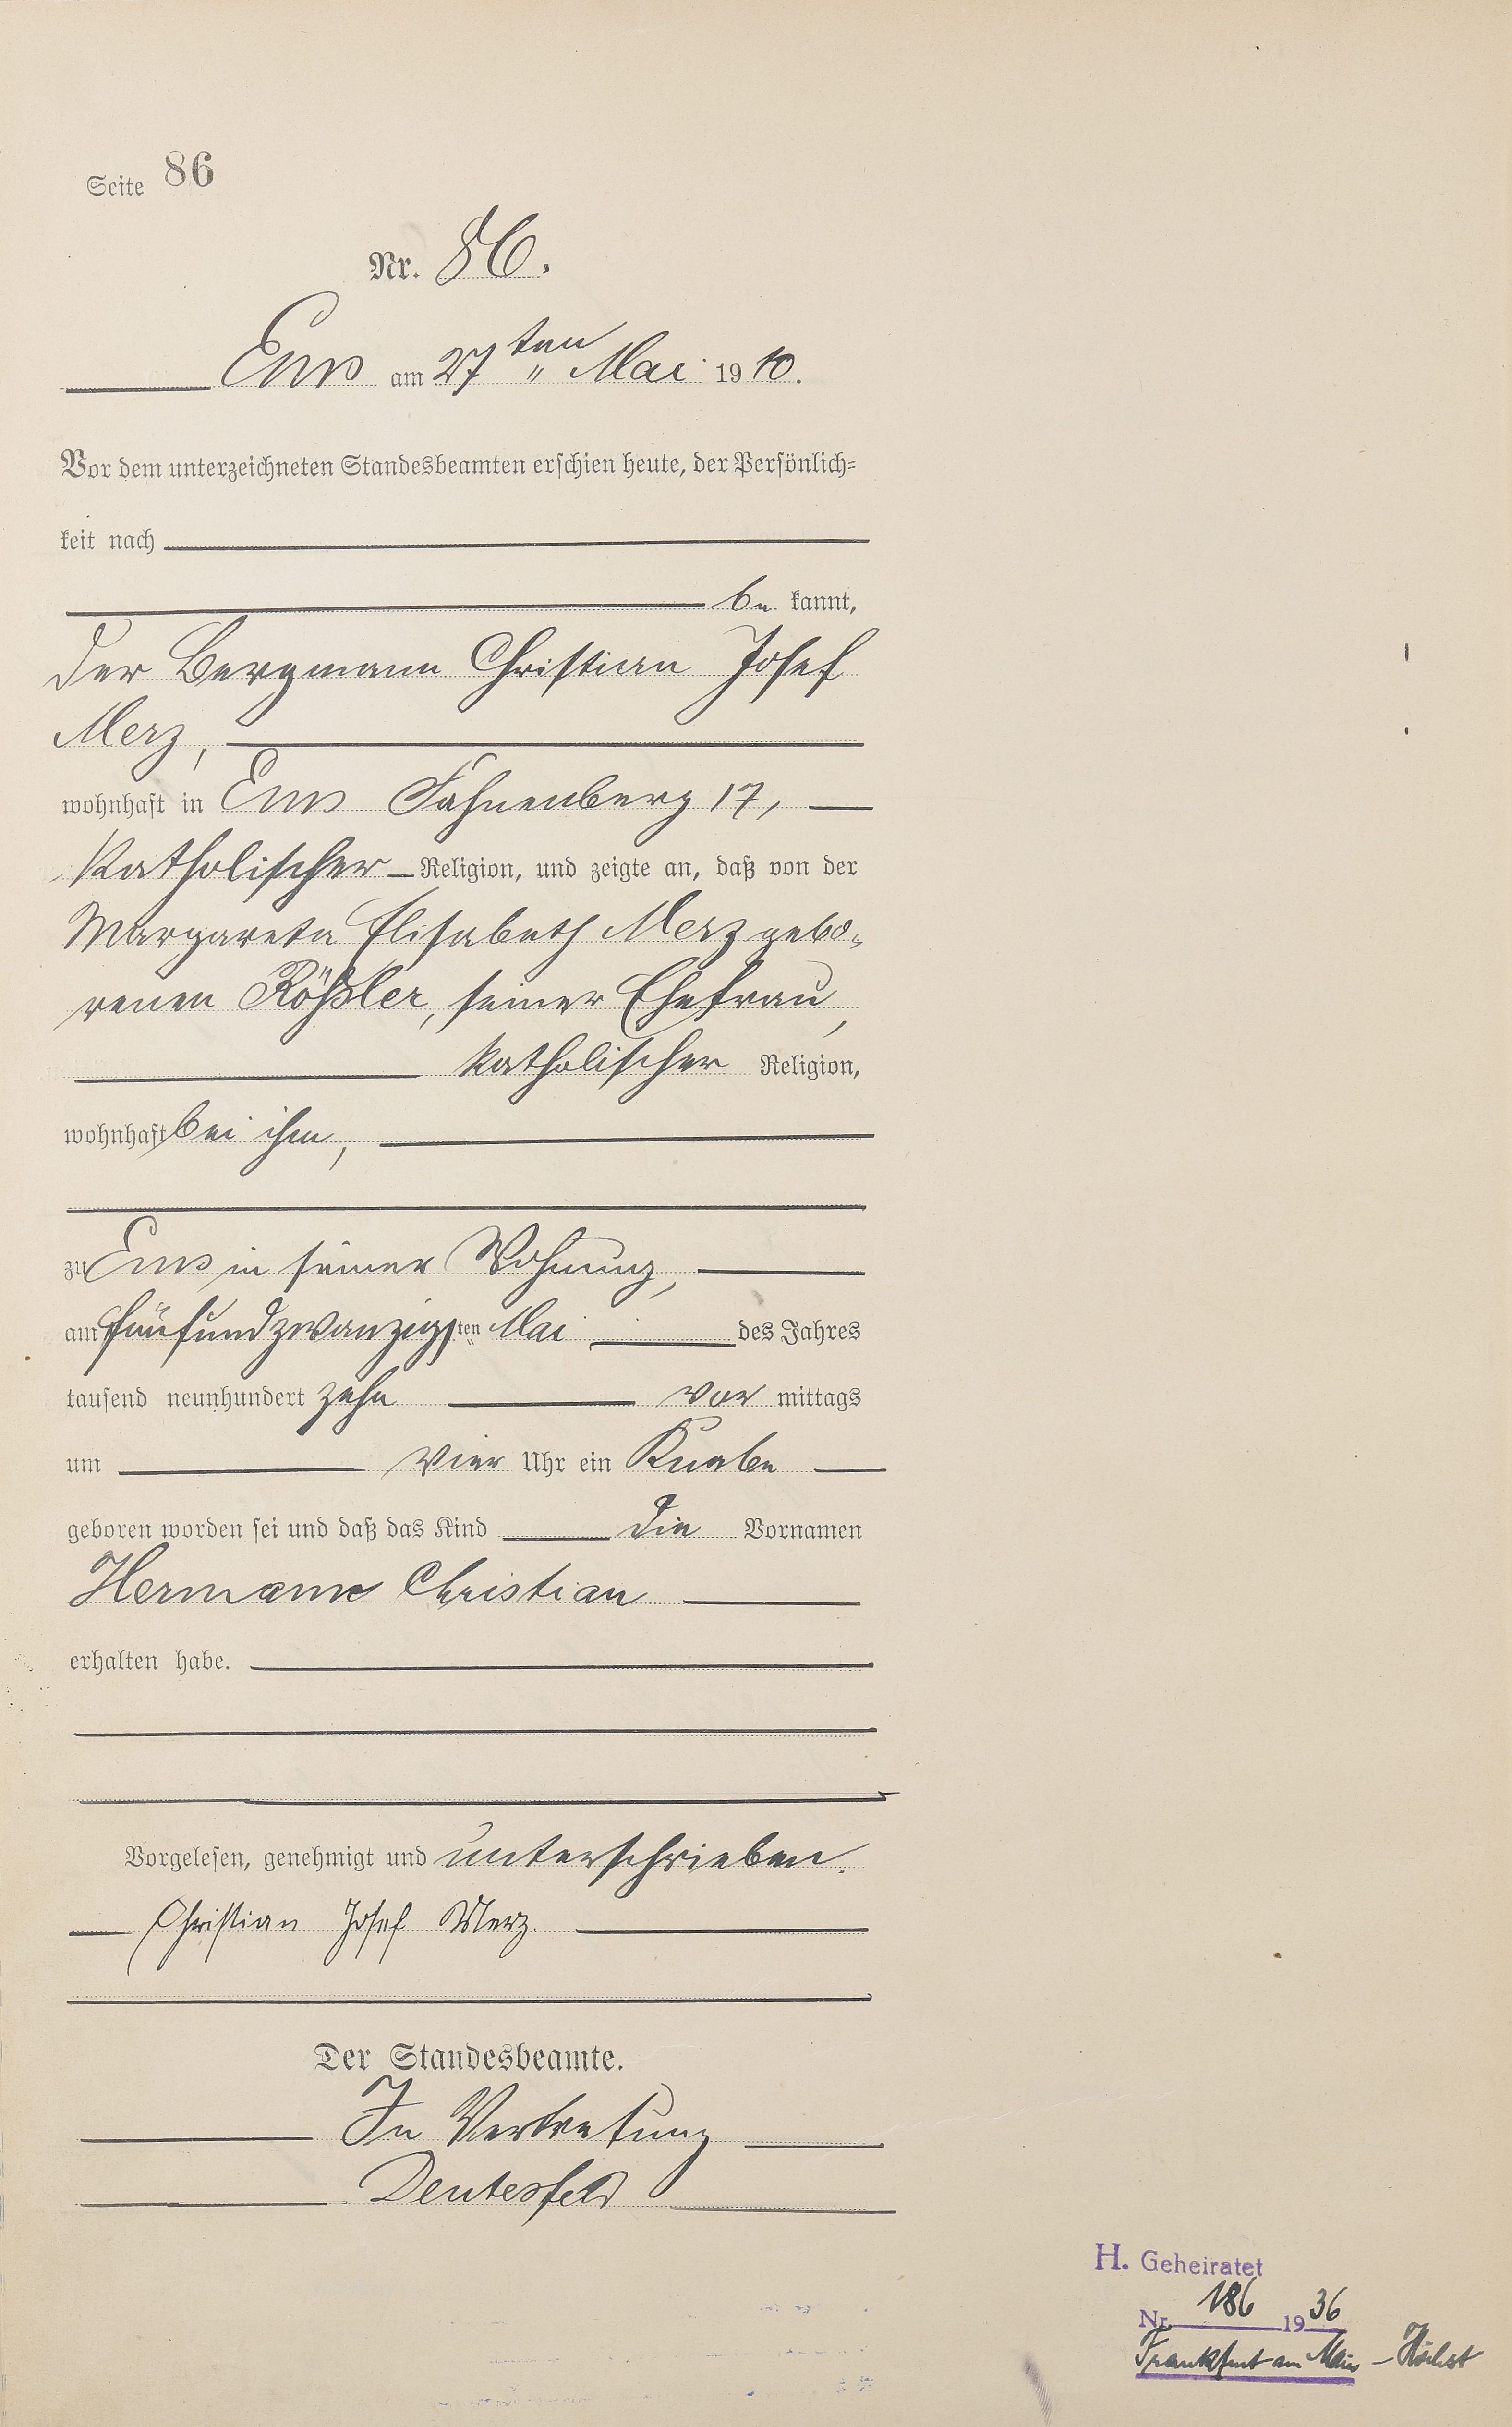 Seite 86
Nr. 86.
Ems am 27ten Mai 1910.
Vor dem unterzeichneten Standesbeamten erschien heute, der Persönlich-
keit nach
be kannt,
der Bergmann Christian Josef
Merz,
wohnhaft in Ems Fahnenberg 17,
katholischer Religion, und zeigte an, daß von der
Margareta Elisabeth Merz gebo-
renen Rößler, seiner Ehefrau,
katholischer Religion,
wohnhaft bei ihm,
zu Ems in seiner Wohnung,
am fünfundzwanzigsten Mai des Jahres
tausend neunhundert zehn vor mittags
um vier Uhr ein Knabe
geboren worden sei und daß das Kind die Vornamen
Hermann Christian
erhalten habe.
Vorgelesen, genehmigt und unterschrieben.
Christian Josef Merz.
Der Standesbeamte.
In Vertretung
Deutesfeld
H. Geheiratet
Nr. 186 1936
Frankfurt am Main - Höchst